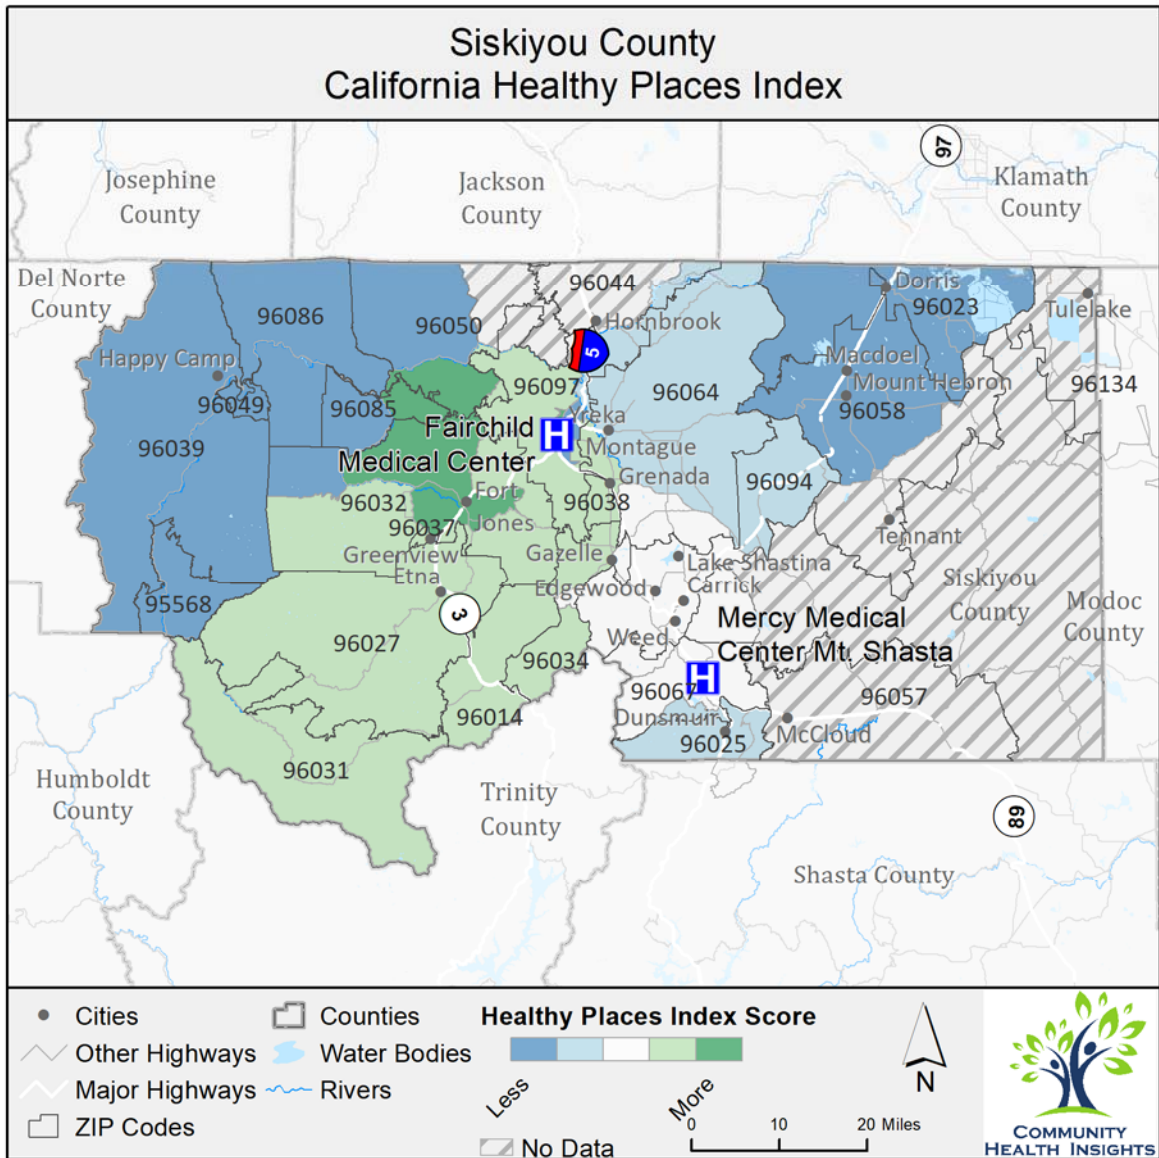 Siskiyou County
California Healthy Places Index
Josephine
County
Jackson
County
97
Klamath
County
Del Norte
County
96044
Dorris
96023
Tulelake
96086
96050
Hornbrook
5
Happy Camp
96097
96064
Macdoel
Mount Hebron
96134
96049
96085
96058
Yreka
Fairchild
Medical Center
H
Montague
96039
Grenada
96094
96032
Fort
Jones
96038
96037
Greenview
Gazelle
Tennant
Lake Shastina
Etna
Edgewood
Carrick
Siskiyou
County
Modoc
County
95568
3
Weed
Mercy Medical
Center Mt. Shasta
96027
96034
96067
H
96057
96014
Dunsmuir
McCloud
96025
96031
Humboldt
County
Trinity
County
89
Shasta County
Cities
Counties
Healthy Places Index Score
Other Highways
Water Bodies
Major Highways
Rivers
Less
More
N
ZIP Codes
No Data
0 10 20 Miles
COMMUNITY
HEALTH INSIGHTS